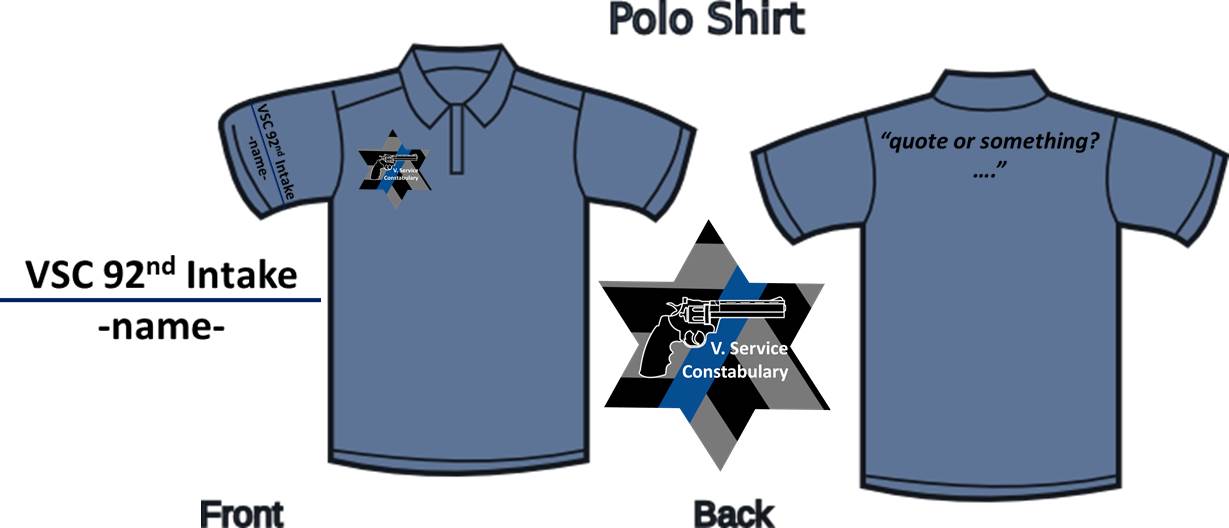 Polo Shirt
VSC 92nd Intake
-name-
V. Service
Constabulary
“quote or something?
....”
VSC 92nd Intake
-name-
V. Service
Constabulary
Front
Back